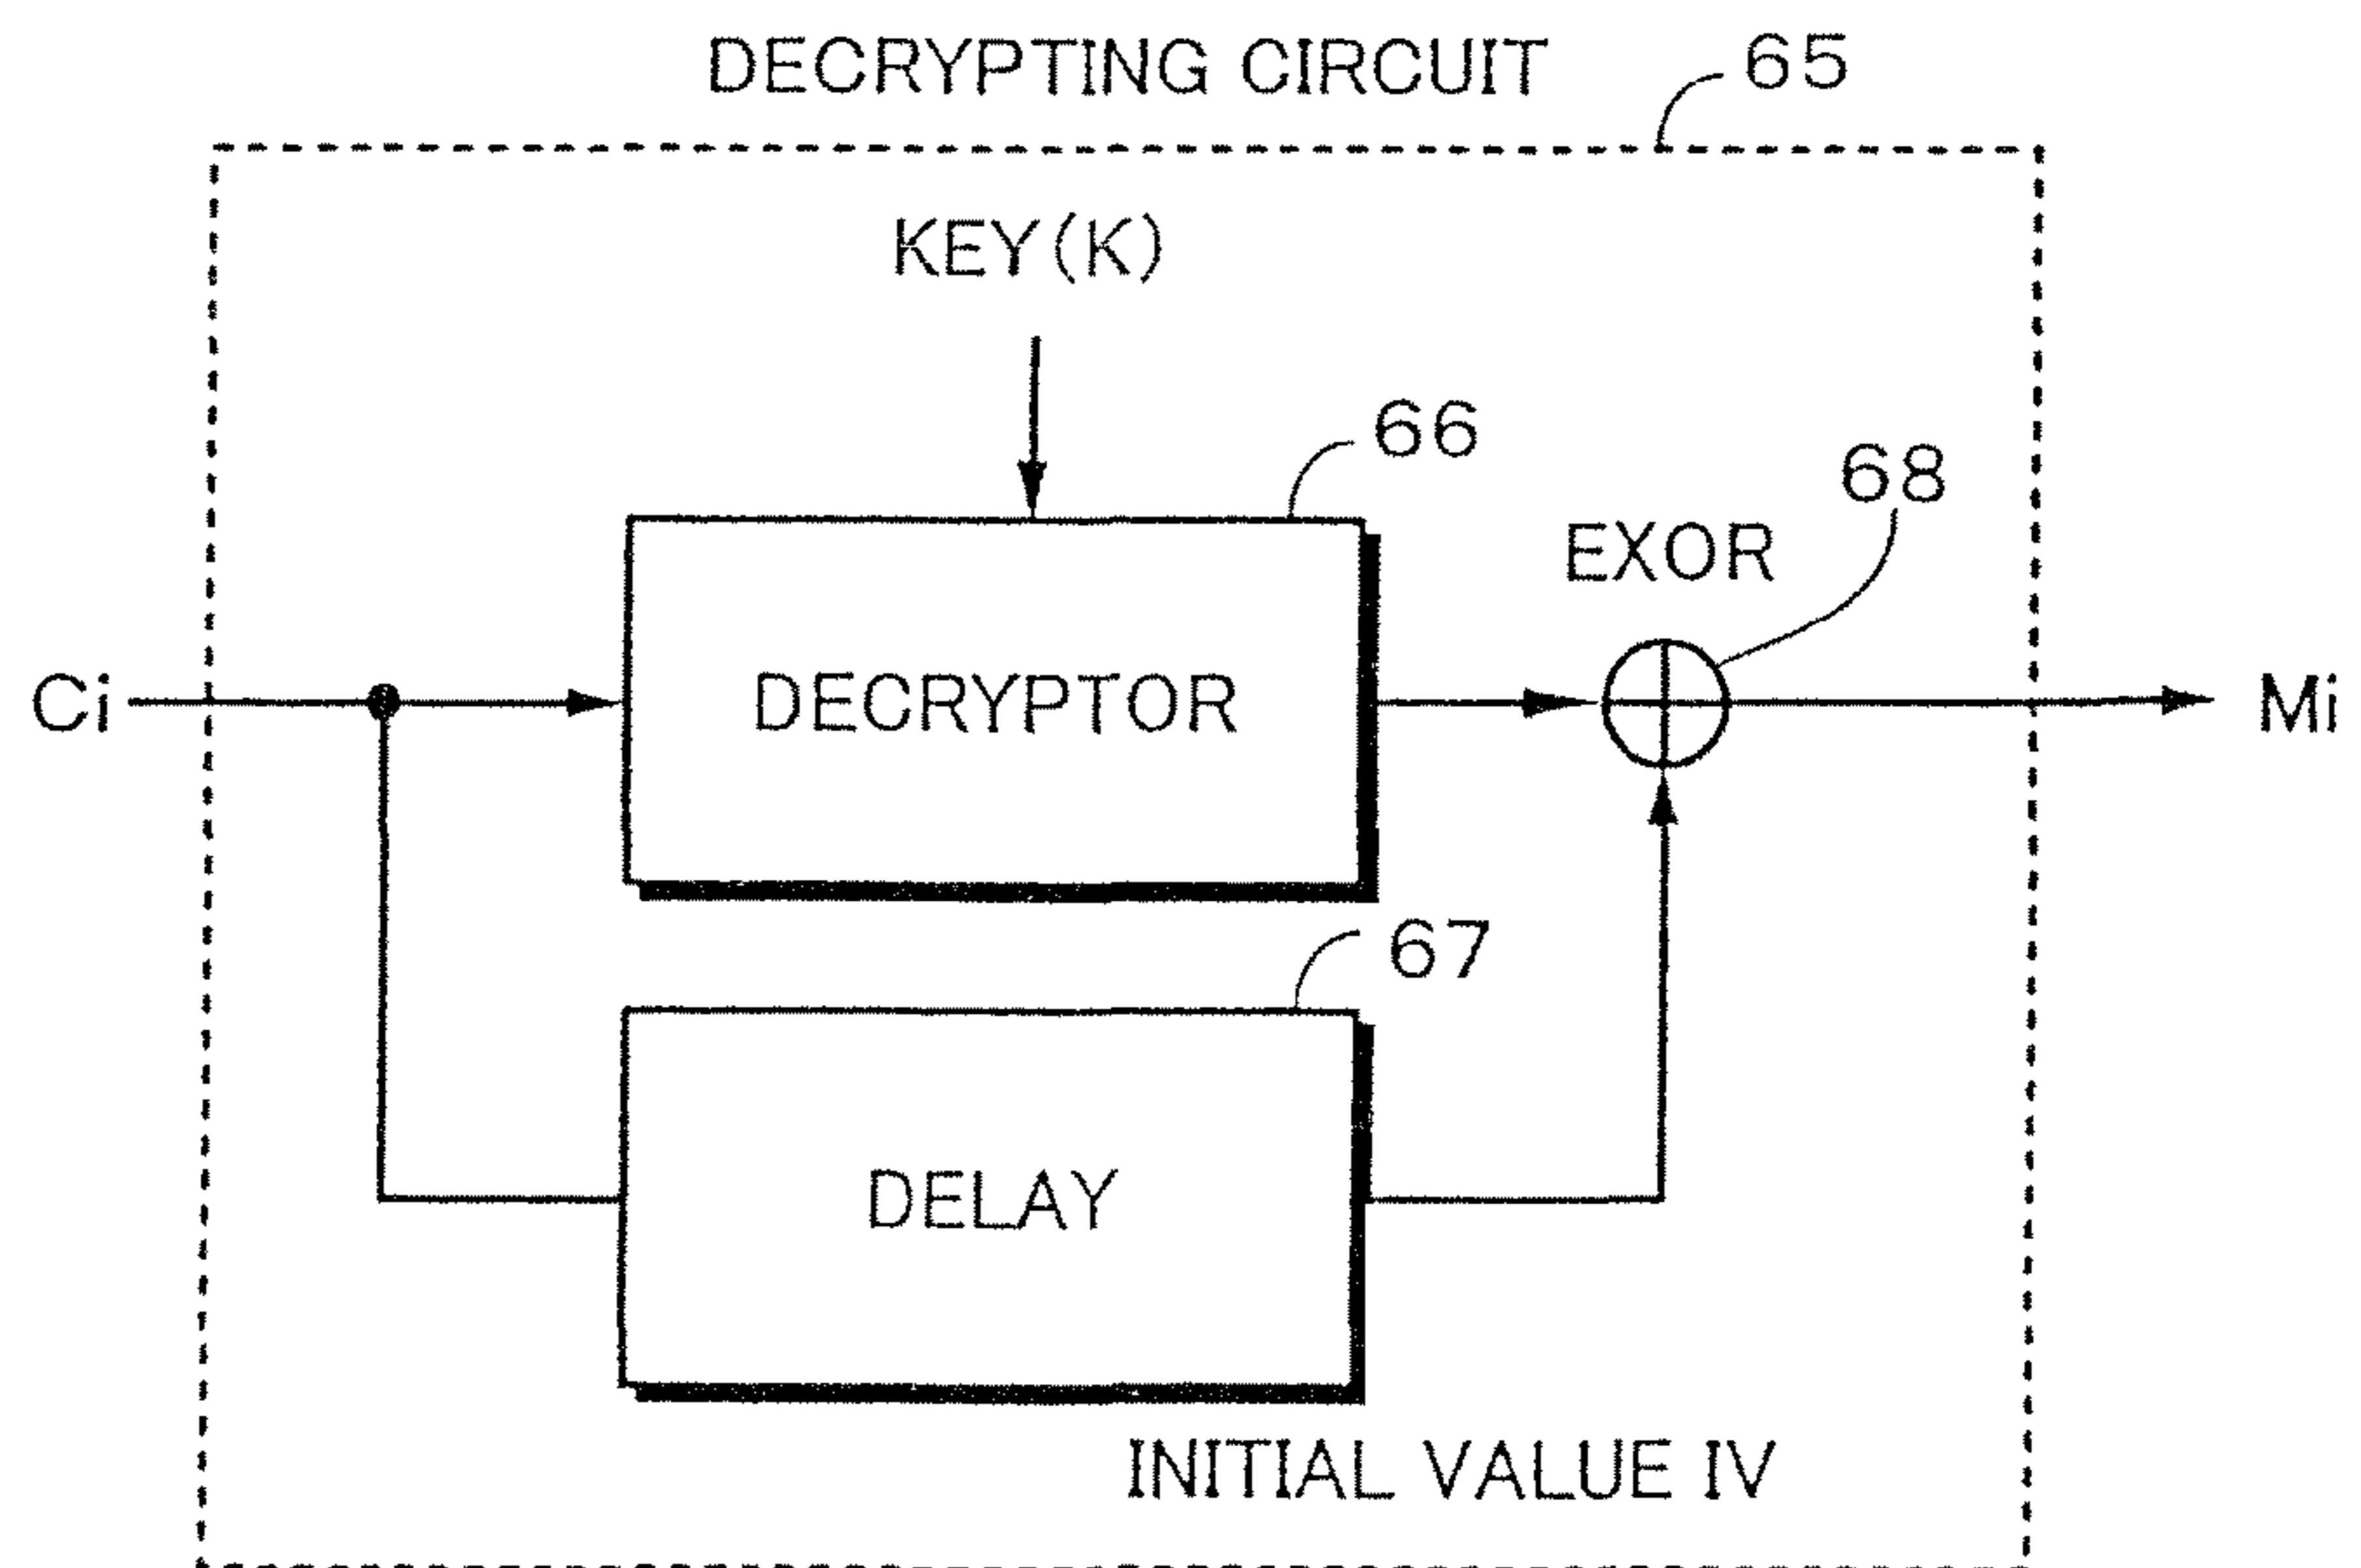 DECRYPTING CIRCUIT
65
KEY(K)
66
68
EXOR
Ci
DECRYPTOR
Mi
67
DELAY
INITIAL VALUE IV